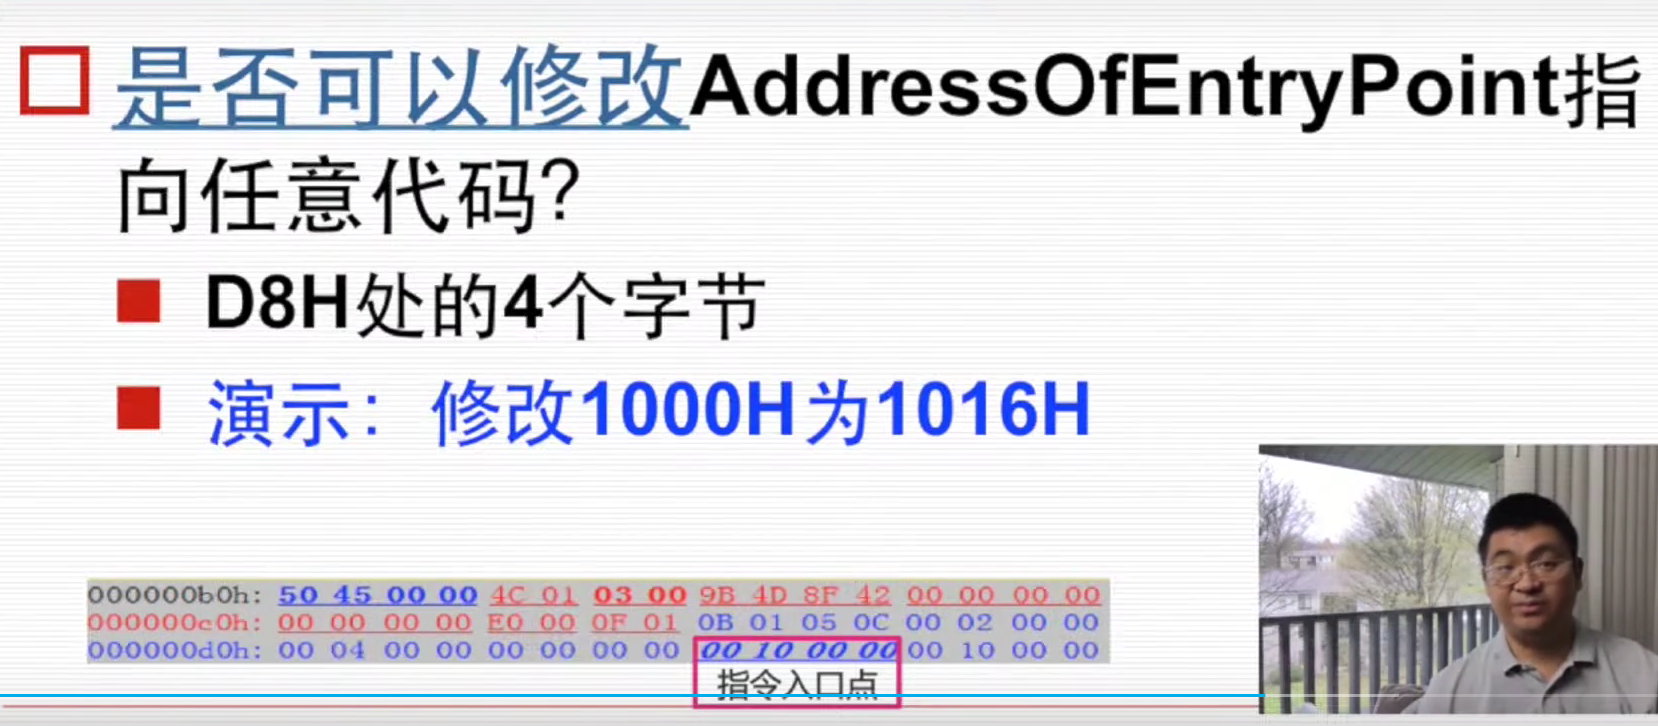 是否可以修改AddressOfEntryPoint指
向任意代码？
D8H处的4个字节
演示：修改1000H为1016H
000000b0h: 50 45 00 00 4C 01 03 00 9B 4D 8F 42 00 00 00 00
000000c0h: 00 00 00 00 E0 00 0F 01 0B 01 05 0C 00 02 00 00
000000d0h: 00 04 00 00 00 00 00 00 00 10 00 00 00 10 00 00
指令入口点